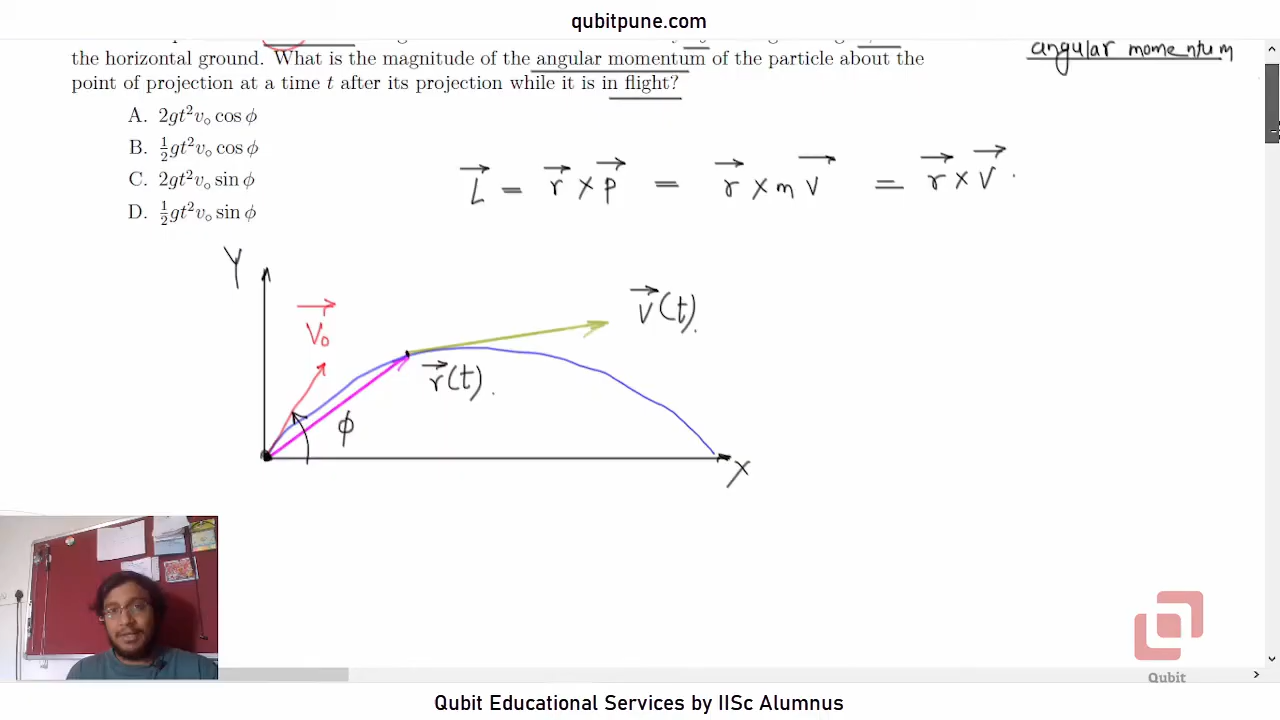 qubitpune.com
the horizontal ground. What is the magnitude of the angular momentum of the particle about the
point of projection at a time t after its projection while it is in flight?
angular momentum
A. 2gt²v₀ cos ϕ
B. ½gt²v₀ cos ϕ
C. 2gt²v₀ sin ϕ
D. ½gt²v₀ sin ϕ
L⃗ = r⃗ × p⃗ = r⃗ × m v⃗ = r⃗ × v⃗ .
Y
v⃗₀
v⃗(t).
r⃗(t).
ϕ
X
Qubit
Qubit Educational Services by IISc Alumnus